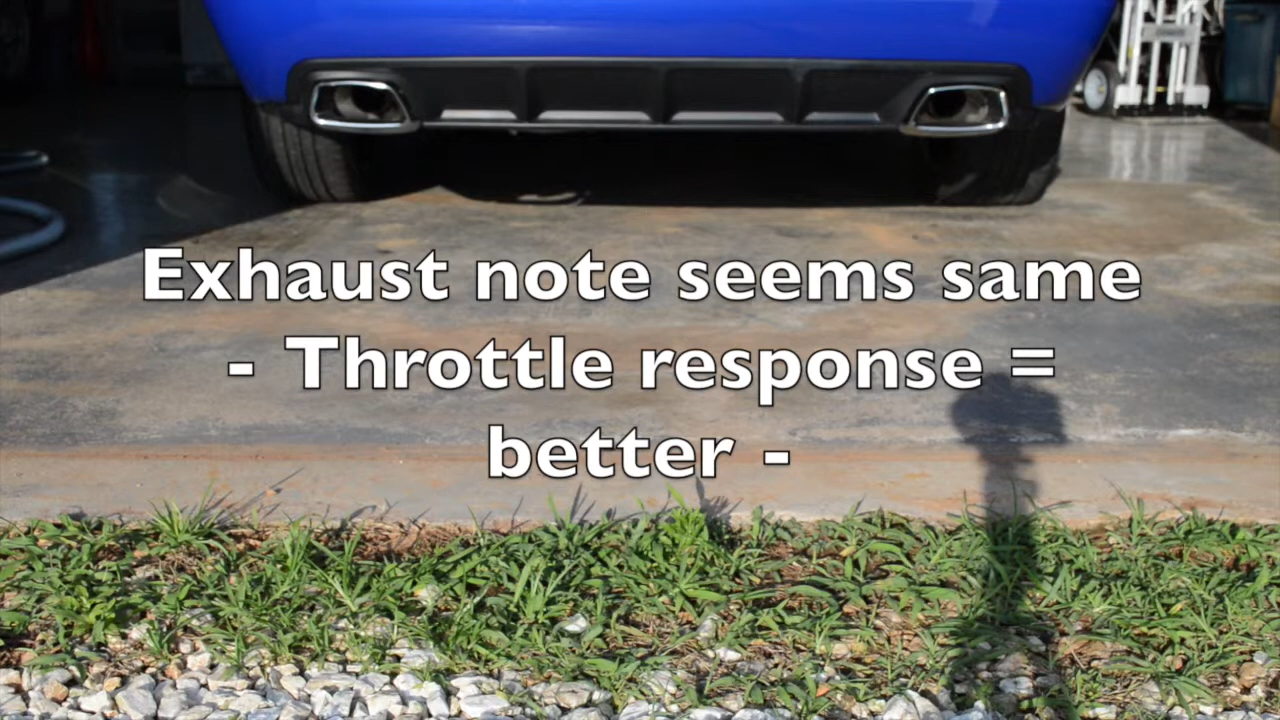 Exhaust note seems same
- Throttle response =
better -